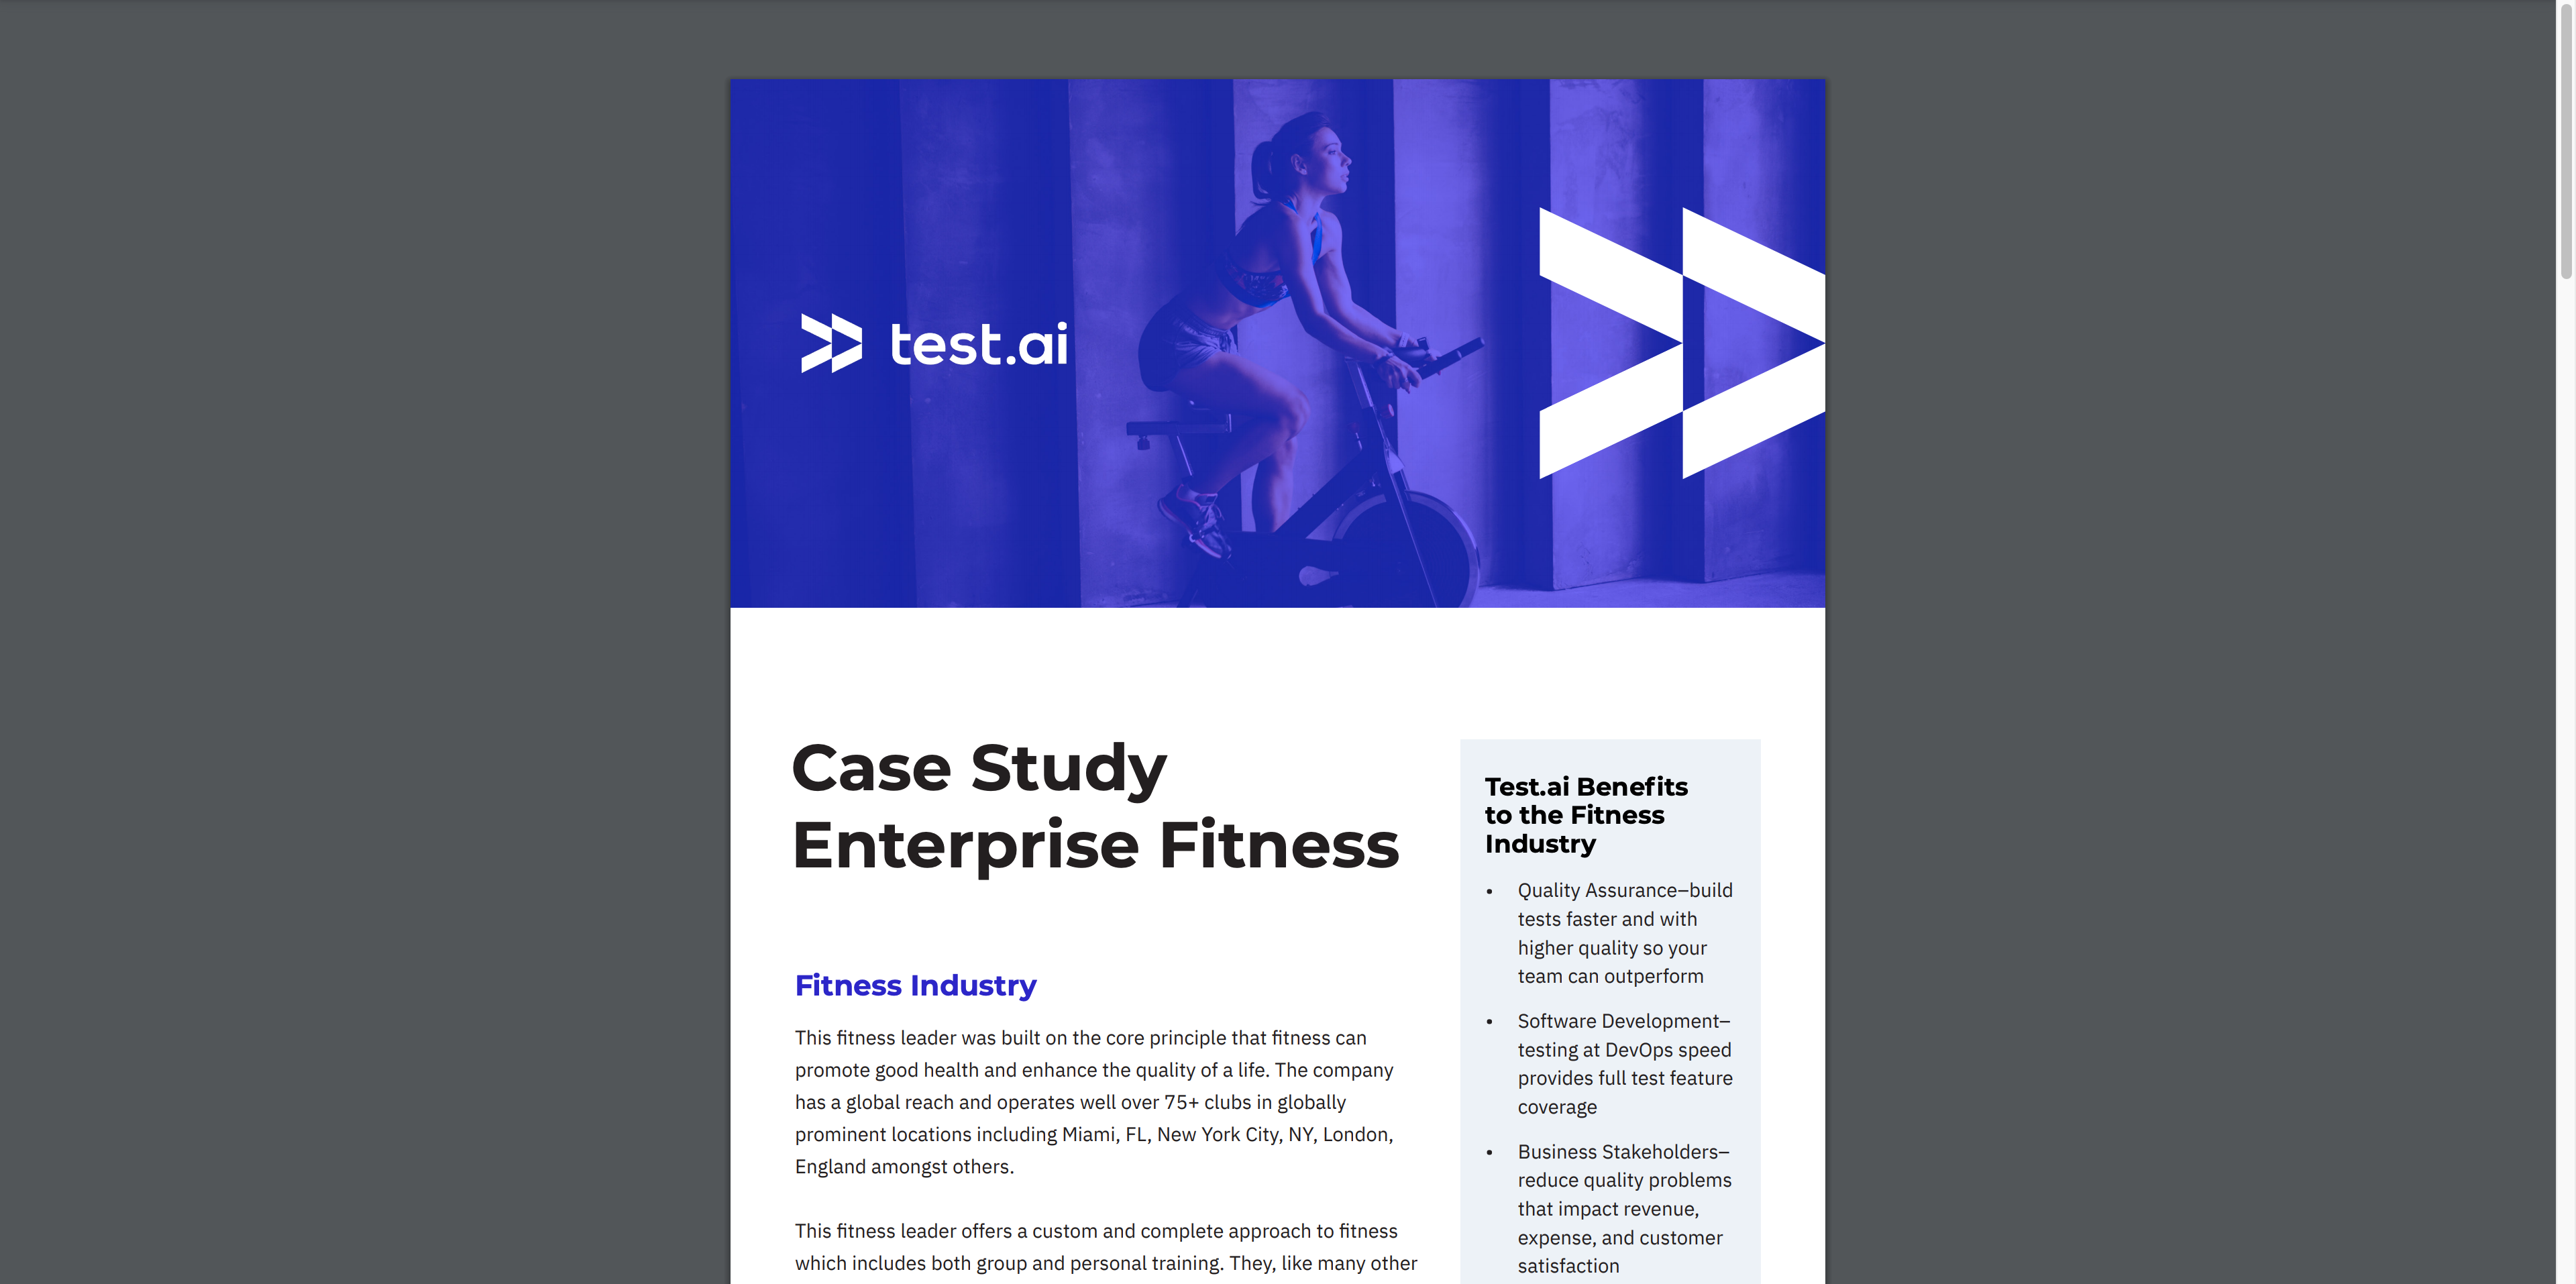 test.ai
Case Study
Enterprise Fitness
Fitness Industry
This fitness leader was built on the core principle that fitness can
promote good health and enhance the quality of a life. The company
has a global reach and operates well over 75+ clubs in globally
prominent locations including Miami, FL, New York City, NY, London,
England amongst others.
This fitness leader offers a custom and complete approach to fitness
which includes both group and personal training. They, like many other
Test.ai Benefits
to the Fitness
Industry
• Quality Assurance–build
tests faster and with
higher quality so your
team can outperform
• Software Development–
testing at DevOps speed
provides full test feature
coverage
• Business Stakeholders–
reduce quality problems
that impact revenue,
expense, and customer
satisfaction